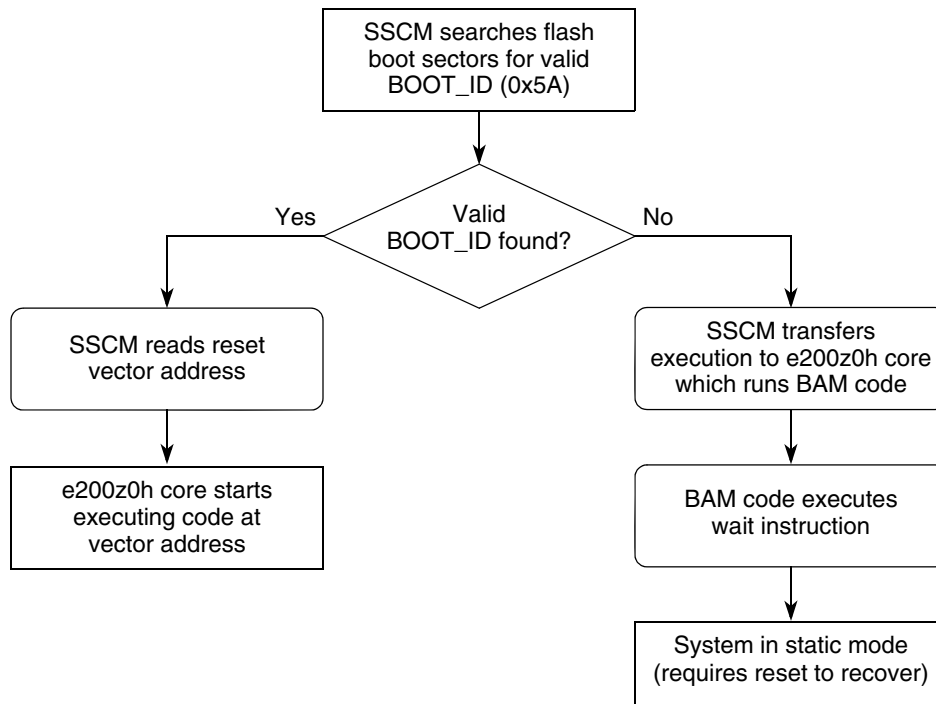 SSCM searches flash
boot sectors for valid
BOOT_ID (0x5A)
Valid
BOOT_ID found?
Yes
No
SSCM reads reset
vector address
e200z0h core starts
executing code at
vector address
SSCM transfers
execution to e200z0h core
which runs BAM code
BAM code executes
wait instruction
System in static mode
(requires reset to recover)